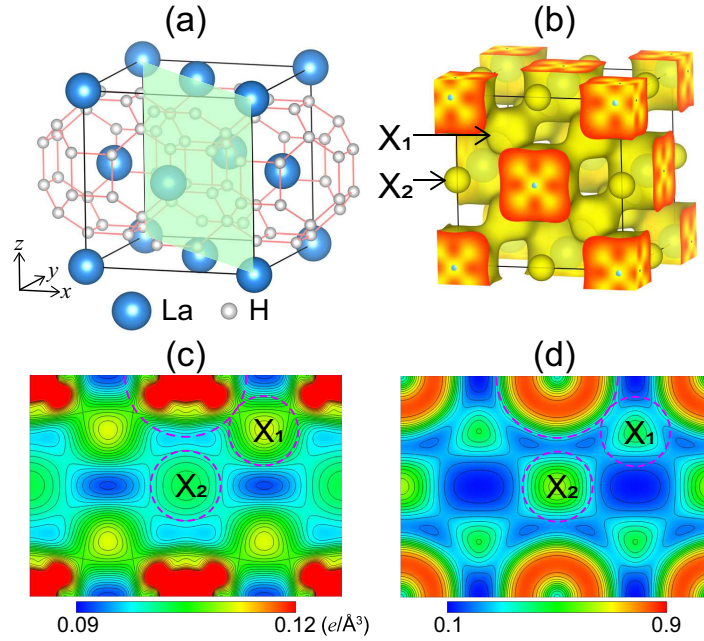 (a)
(b)
X₁
X₂
z
y
x
La
H
(c)
(d)
X₁
X₂
X₁
X₂
0.09
0.12 (e/Å³)
0.1
0.9